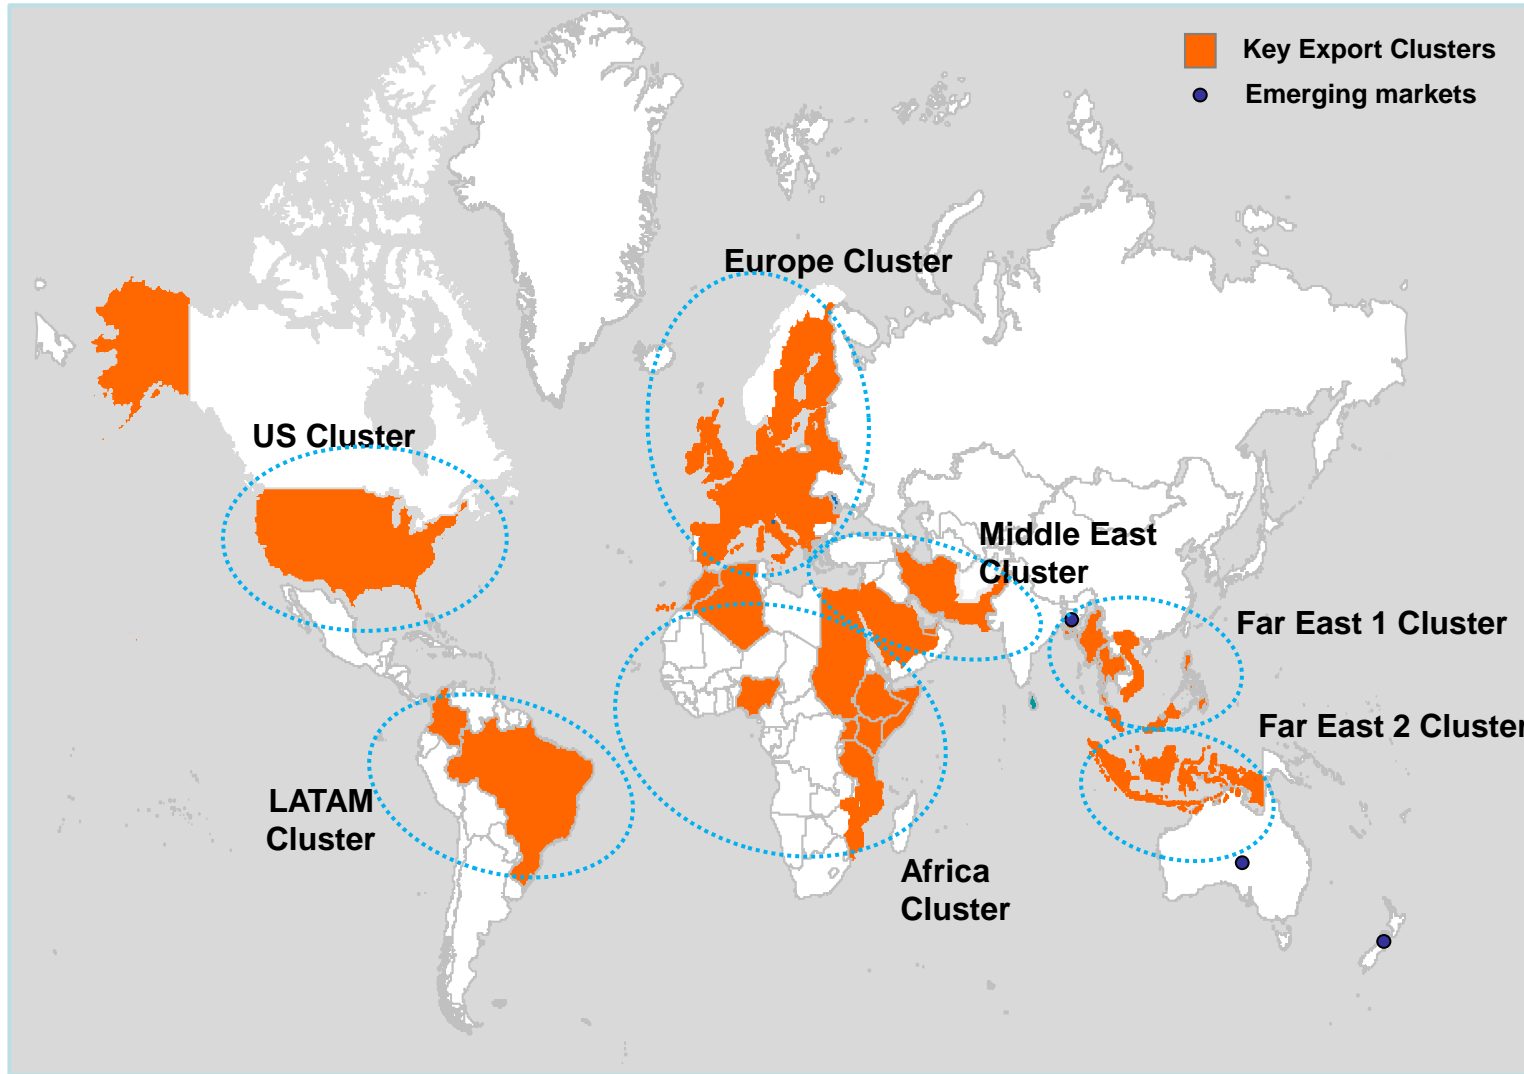 Key Export Clusters
Emerging markets
Europe Cluster
US Cluster
Middle East
Cluster
Far East 1 Cluster
Far East 2 Cluster
LATAM
Cluster
Africa
Cluster